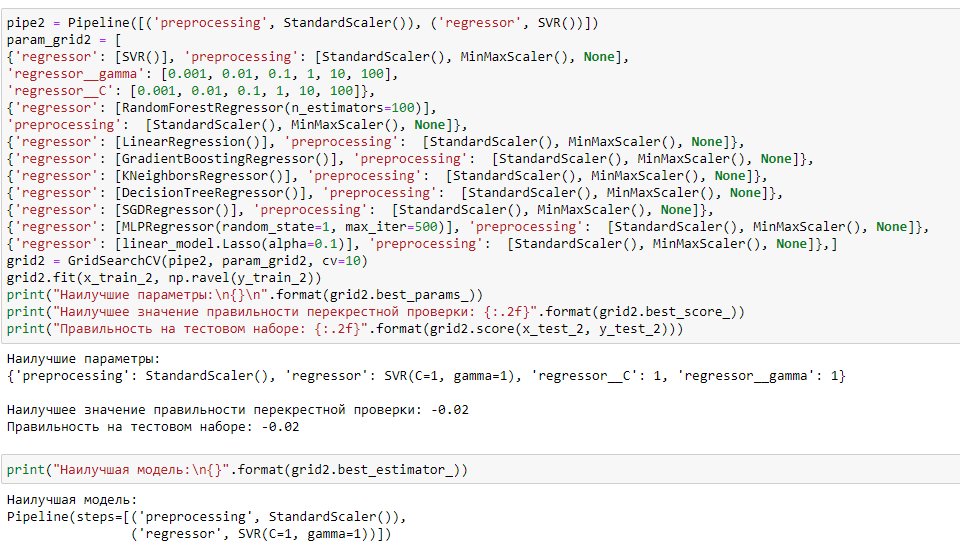 pipe2 = Pipeline([('preprocessing', StandardScaler()), ('regressor', SVR())])
param_grid2 = [
{'regressor': [SVR()], 'preprocessing': [StandardScaler(), MinMaxScaler(), None],
'regressor__gamma': [0.001, 0.01, 0.1, 1, 10, 100],
'regressor__C': [0.001, 0.01, 0.1, 1, 10, 100]},
{'regressor': [RandomForestRegressor(n_estimators=100)],
'preprocessing':  [StandardScaler(), MinMaxScaler(), None]},
{'regressor': [LinearRegression()], 'preprocessing':  [StandardScaler(), MinMaxScaler(), None]},
{'regressor': [GradientBoostingRegressor()], 'preprocessing':  [StandardScaler(), MinMaxScaler(), None]},
{'regressor': [KNeighborsRegressor()], 'preprocessing':  [StandardScaler(), MinMaxScaler(), None]},
{'regressor': [DecisionTreeRegressor()], 'preprocessing':  [StandardScaler(), MinMaxScaler(), None]},
{'regressor': [SGDRegressor()], 'preprocessing':  [StandardScaler(), MinMaxScaler(), None]},
{'regressor': [MLPRegressor(random_state=1, max_iter=500)], 'preprocessing':  [StandardScaler(), MinMaxScaler(), None]},
{'regressor': [linear_model.Lasso(alpha=0.1)], 'preprocessing':  [StandardScaler(), MinMaxScaler(), None]},]
grid2 = GridSearchCV(pipe2, param_grid2, cv=10)
grid2.fit(x_train_2, np.ravel(y_train_2))
print("Наилучшие параметры:\n{}\n".format(grid2.best_params_))
print("Наилучшее значение правильности перекрестной проверки: {:.2f}".format(grid2.best_score_))
print("Правильность на тестовом наборе: {:.2f}".format(grid2.score(x_test_2, y_test_2)))
Наилучшие параметры:
{'preprocessing': StandardScaler(), 'regressor': SVR(C=1, gamma=1), 'regressor__C': 1, 'regressor__gamma': 1}
Наилучшее значение правильности перекрестной проверки: -0.02
Правильность на тестовом наборе: -0.02
print("Наилучшая модель:\n{}".format(grid2.best_estimator_))
Наилучшая модель:
Pipeline(steps=[('preprocessing', StandardScaler()),
('regressor', SVR(C=1, gamma=1))])